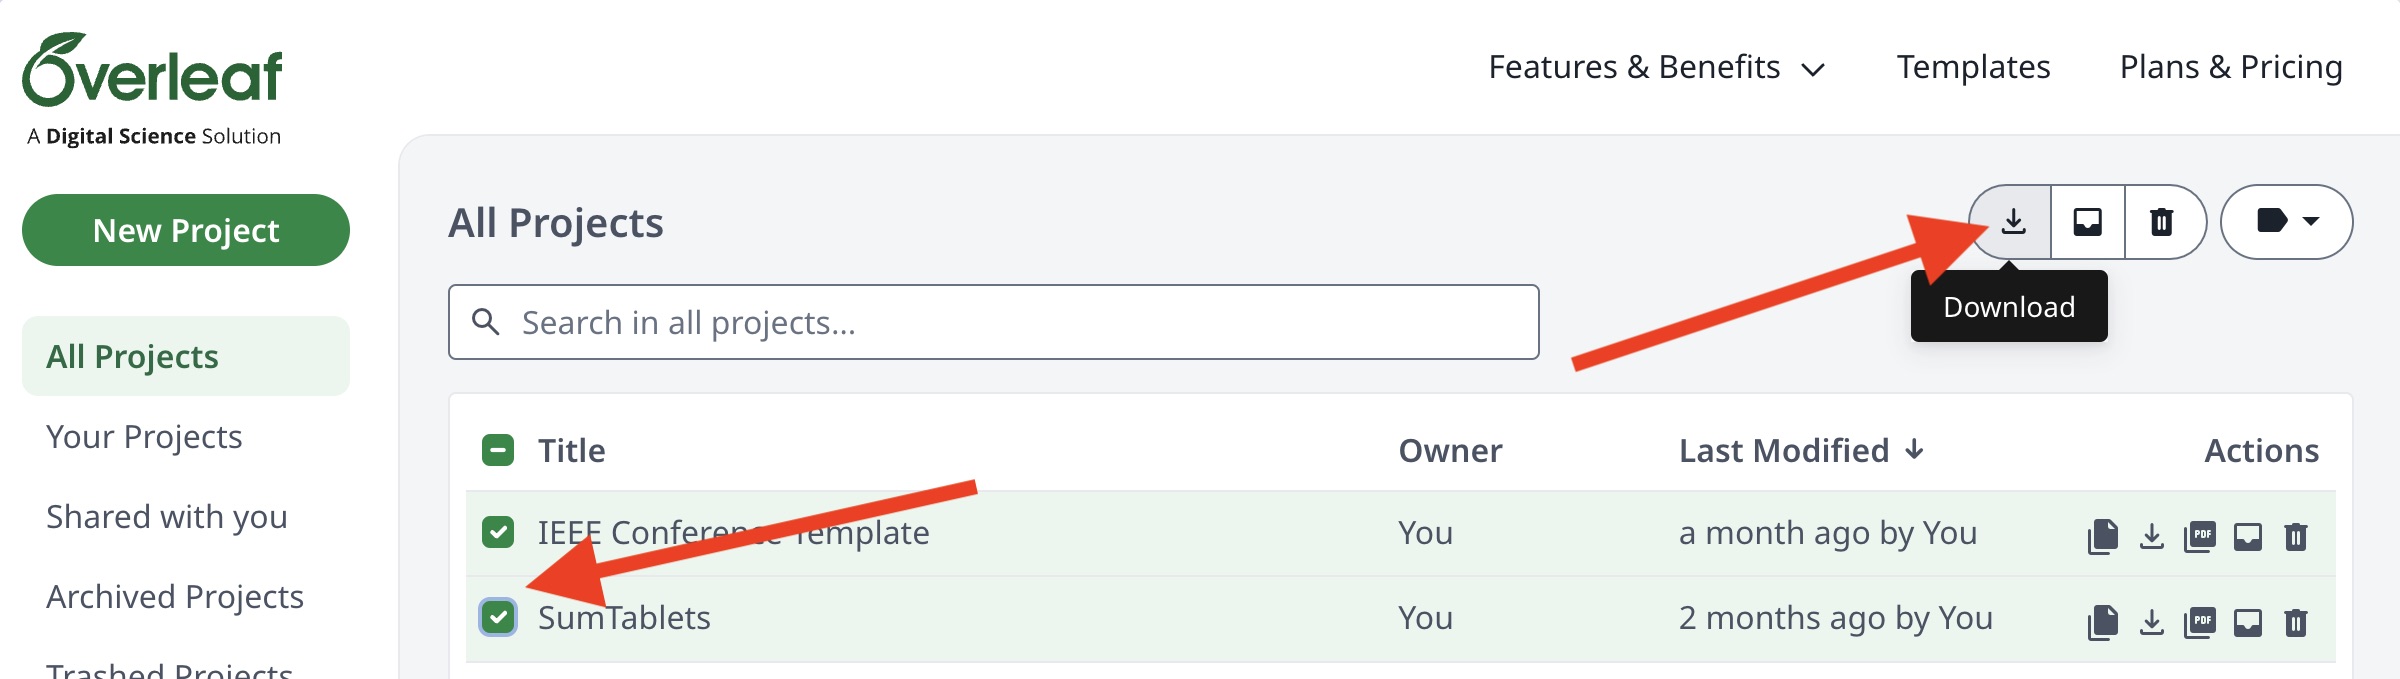 Overleaf
A Digital Science Solution
Features & Benefits
Templates
Plans & Pricing
New Project
All Projects
Your Projects
Shared with you
Archived Projects
Trashed Projects
All Projects
Download
Search in all projects...
Title Owner Last Modified Actions
IEEE Conference Template You a month ago by You PDF
SumTablets You 2 months ago by You PDF